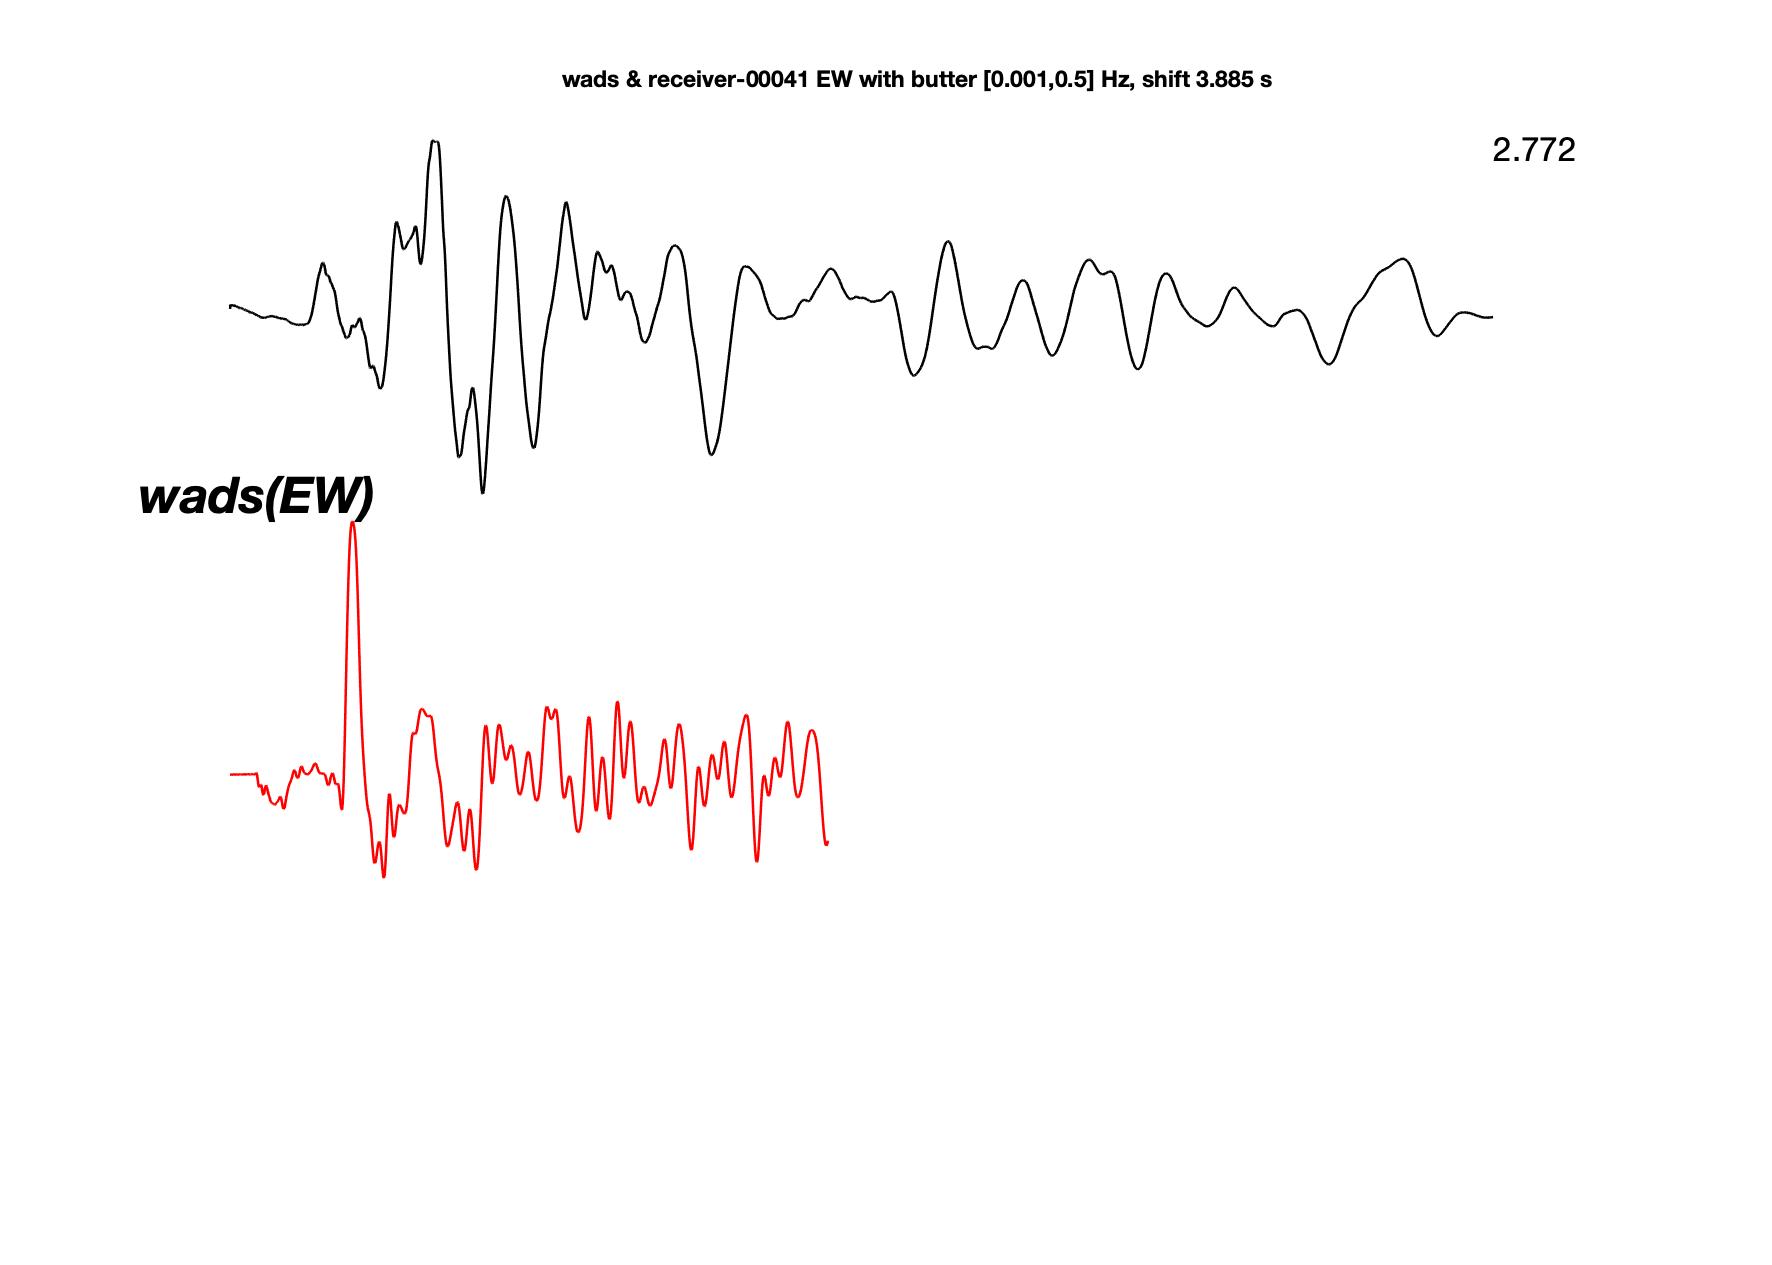 wads & receiver-00041 EW with butter [0.001,0.5] Hz, shift 3.885 s
2.772
wads(EW)